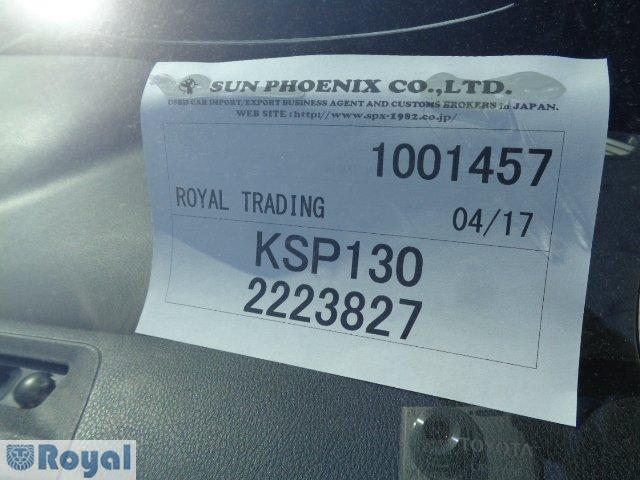 SUN PHOENIX CO.,LTD.
USED CAR IMPORT/EXPORT BUSINESS AGENT AND CUSTOMS BROKERS in JAPAN.
WEB SITE : http://www.spx-1982.co.jp/
1001457
ROYAL TRADING 04/17
KSP130
2223827
TOYOTA
Royal